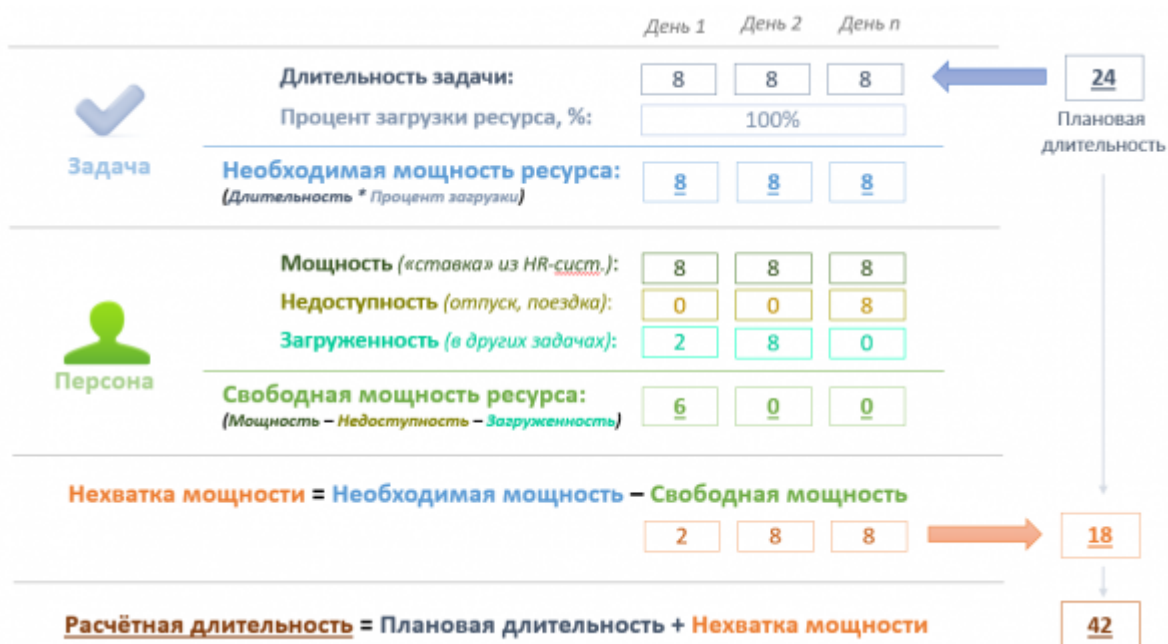 День 1 День 2 День n
Длительность задачи: 8 8 8 24
Процент загрузки ресурса, %: 100% Плановая
длительность
Задача
Необходимая мощность ресурса: 8 8 8
(Длительность * Процент загрузки)
Мощность («ставка» из HR-сист.): 8 8 8
Недоступность (отпуск, поездка): 0 0 8
Загруженность (в других задачах): 2 8 0
Персона
Свободная мощность ресурса: 6 0 0
(Мощность – Недоступность – Загруженность)
Нехватка мощности = Необходимая мощность – Свободная мощность
2 8 8 18
Расчётная длительность = Плановая длительность + Нехватка мощности 42